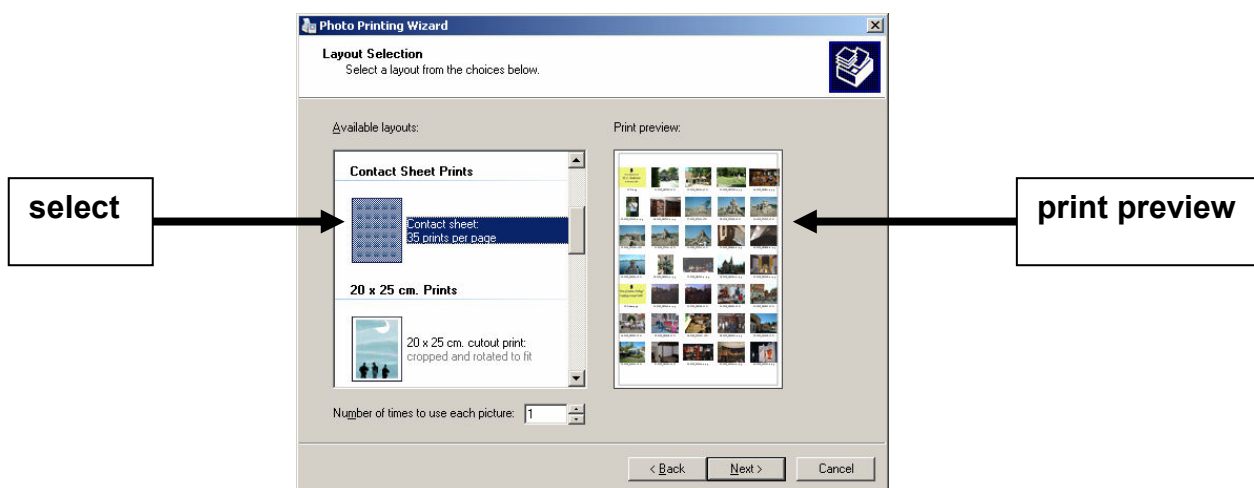 Photo Printing Wizard
Layout Selection
Select a layout from the choices below.
Available layouts:
Print preview:
Contact Sheet Prints
select
print preview
Contact sheet:
35 prints per page
20 x 25 cm. Prints
20 x 25 cm. cutout print:
cropped and rotated to fit
Number of times to use each picture: 1
< Back
Next >
Cancel